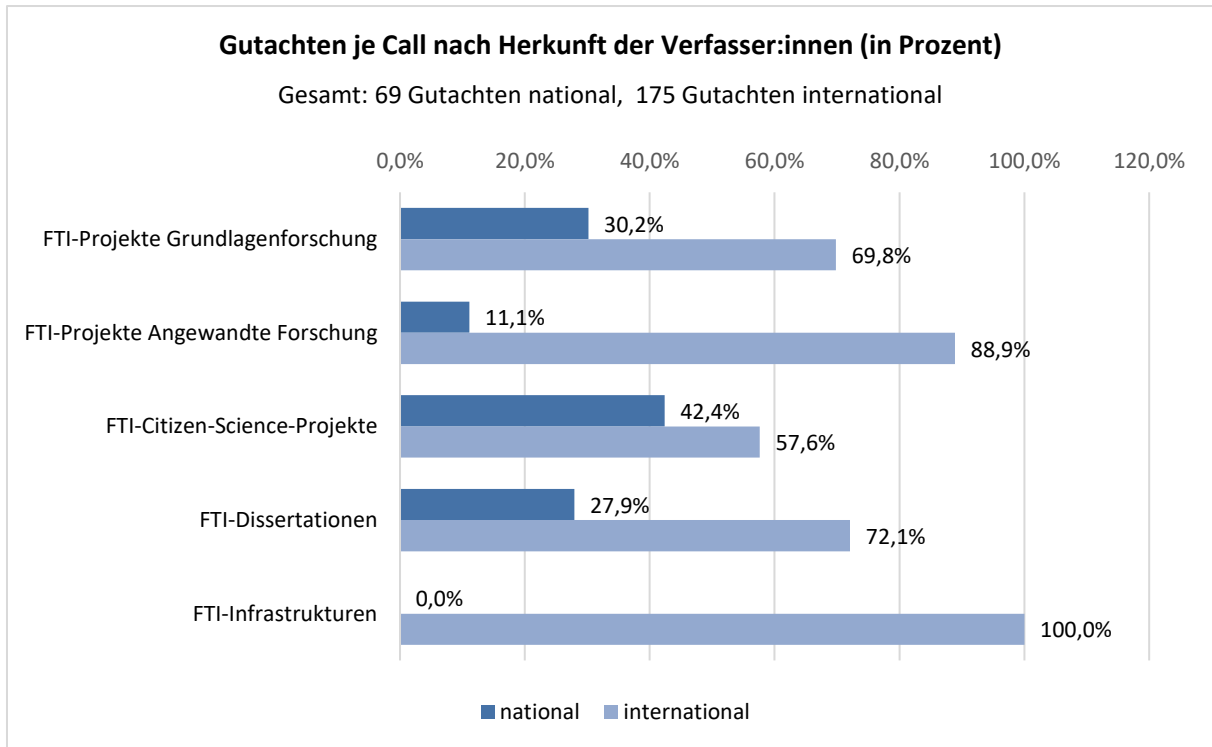 Gutachten je Call nach Herkunft der Verfasser:innen (in Prozent)
Gesamt: 69 Gutachten national, 175 Gutachten international
0,0% 20,0% 40,0% 60,0% 80,0% 100,0% 120,0%
FTI-Projekte Grundlagenforschung
30,2%
69,8%
FTI-Projekte Angewandte Forschung
11,1%
88,9%
FTI-Citizen-Science-Projekte
42,4%
57,6%
FTI-Dissertationen
27,9%
72,1%
FTI-Infrastrukturen
0,0%
100,0%
national international